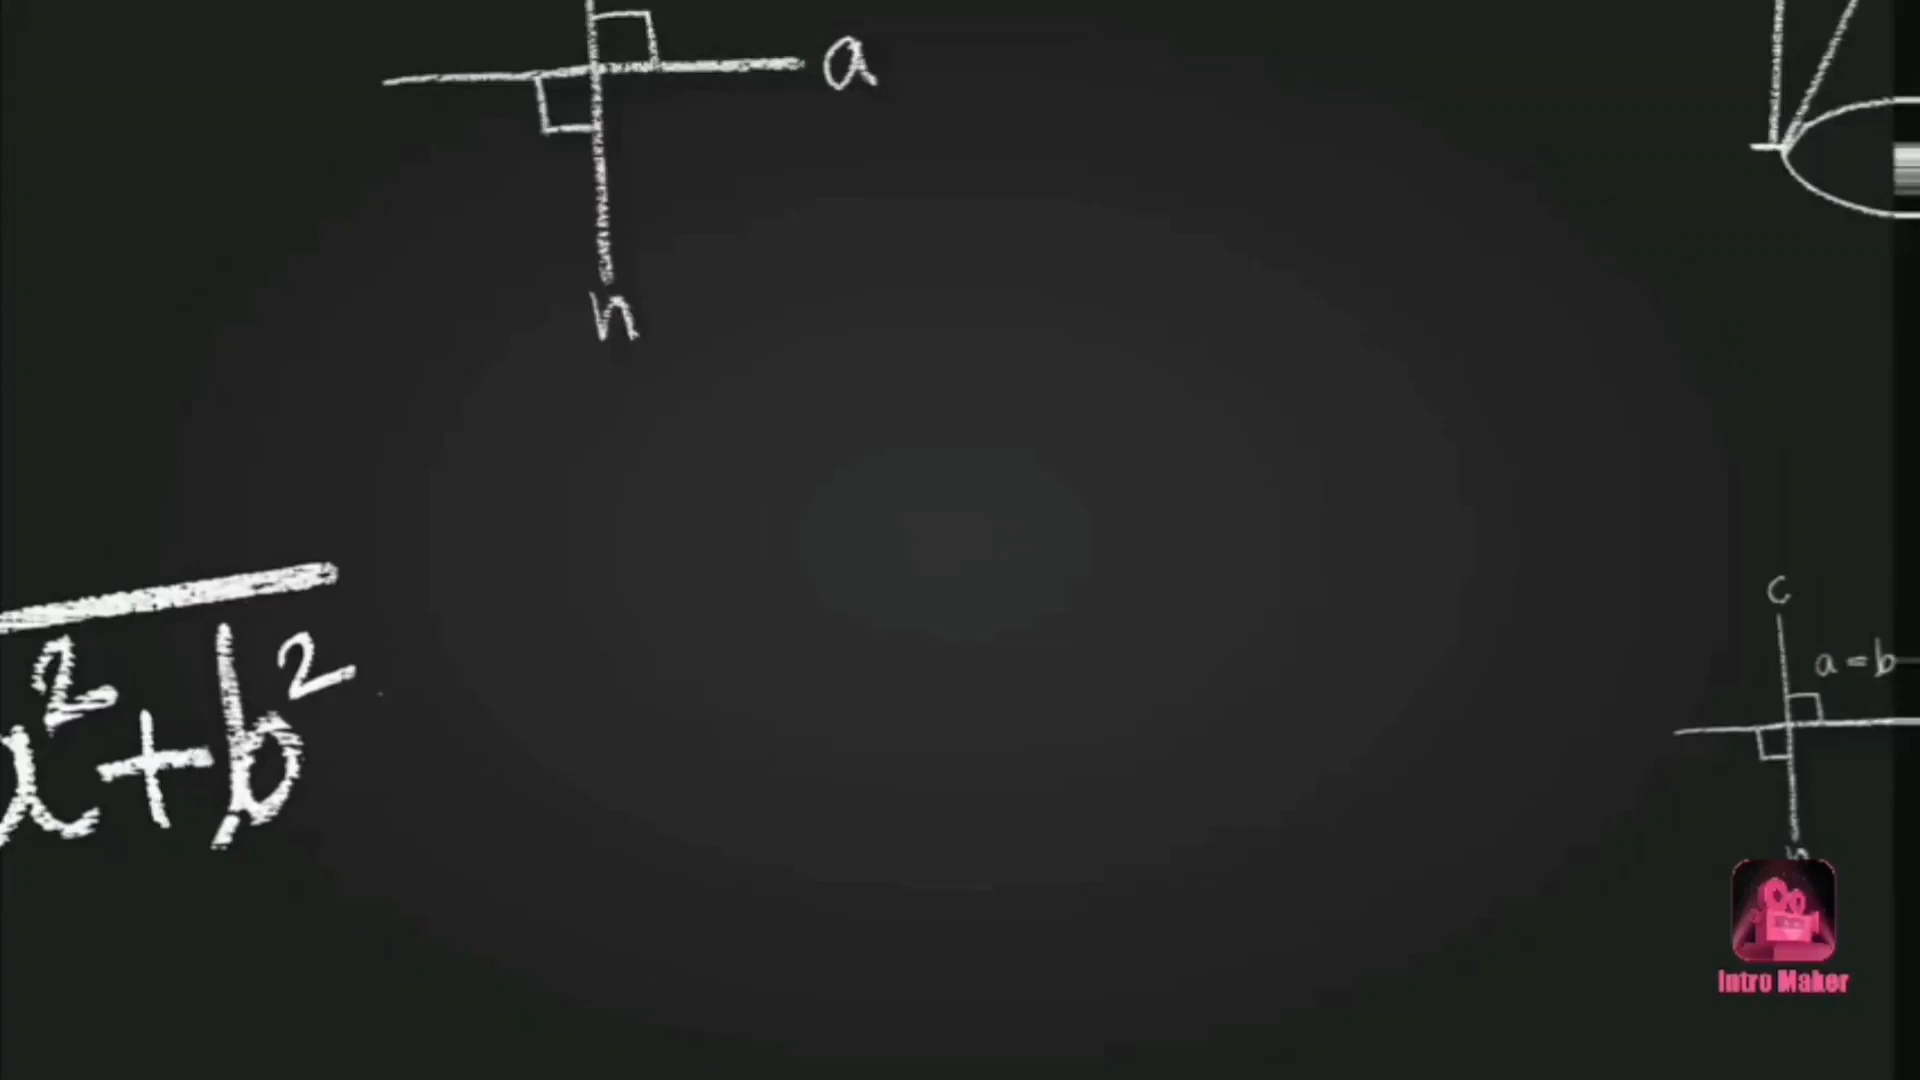 a
n
a²+b²
c
a=b
n
Intro Maker